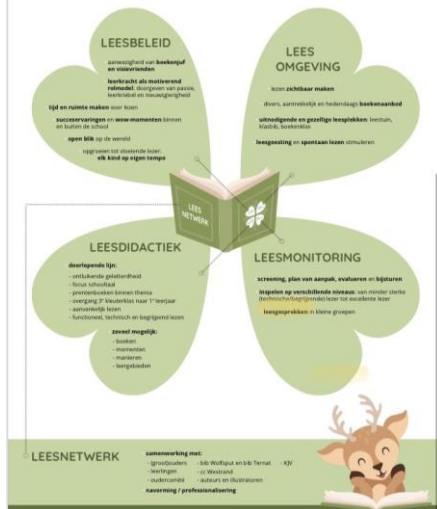 LEESBELEID
aanwezigheid van boekenjuf
en voorleesvrienden
leerkracht als motiverend
rolmodel: doorgeven van passie,
leeskriebel en nieuwsgierigheid
tijd en ruimte maken voor lezen
succeservaringen en wow-momenten binnen
en buiten de school
open blik op de wereld
opgroeien tot vloeiende lezer:
elk kind op eigen tempo
LEES
OMGEVING
lezen zichtbaar maken
divers, aantrekkelijk en hedendaags boekenaanbod
uitnodigende en gezellige leesplekken: leestuin,
klasbib, boekenklas
leesgoesting en spontaan lezen stimuleren
LEES
NETWERK
LEESDIDACTIEK
doorlopende lijn:
- ontluikende geletterdheid
- focus schooltaal
- prentenboeken binnen thema
- overgang 3e kleuterklas naar 1e leerjaar
- aanvankelijk lezen
- functioneel, technisch en begrijpend lezen
zoveel mogelijk:
- boeken
- momenten
- manieren
- leergebieden
LEESMONITORING
screening, plan van aanpak, evalueren en bijsturen
inspelen op verschillende niveaus: van minder sterke
(technische/begrijpende) lezer tot excellente lezer
leesgesprekken in kleine groepen
LEESNETWERK
samenwerking met:
- (groot)ouders - bib Wolfsput en bib Ternat - KJV
- leerlingen - cc Westrand
- oudercomité - auteurs en illustratoren
navorming / professionalisering